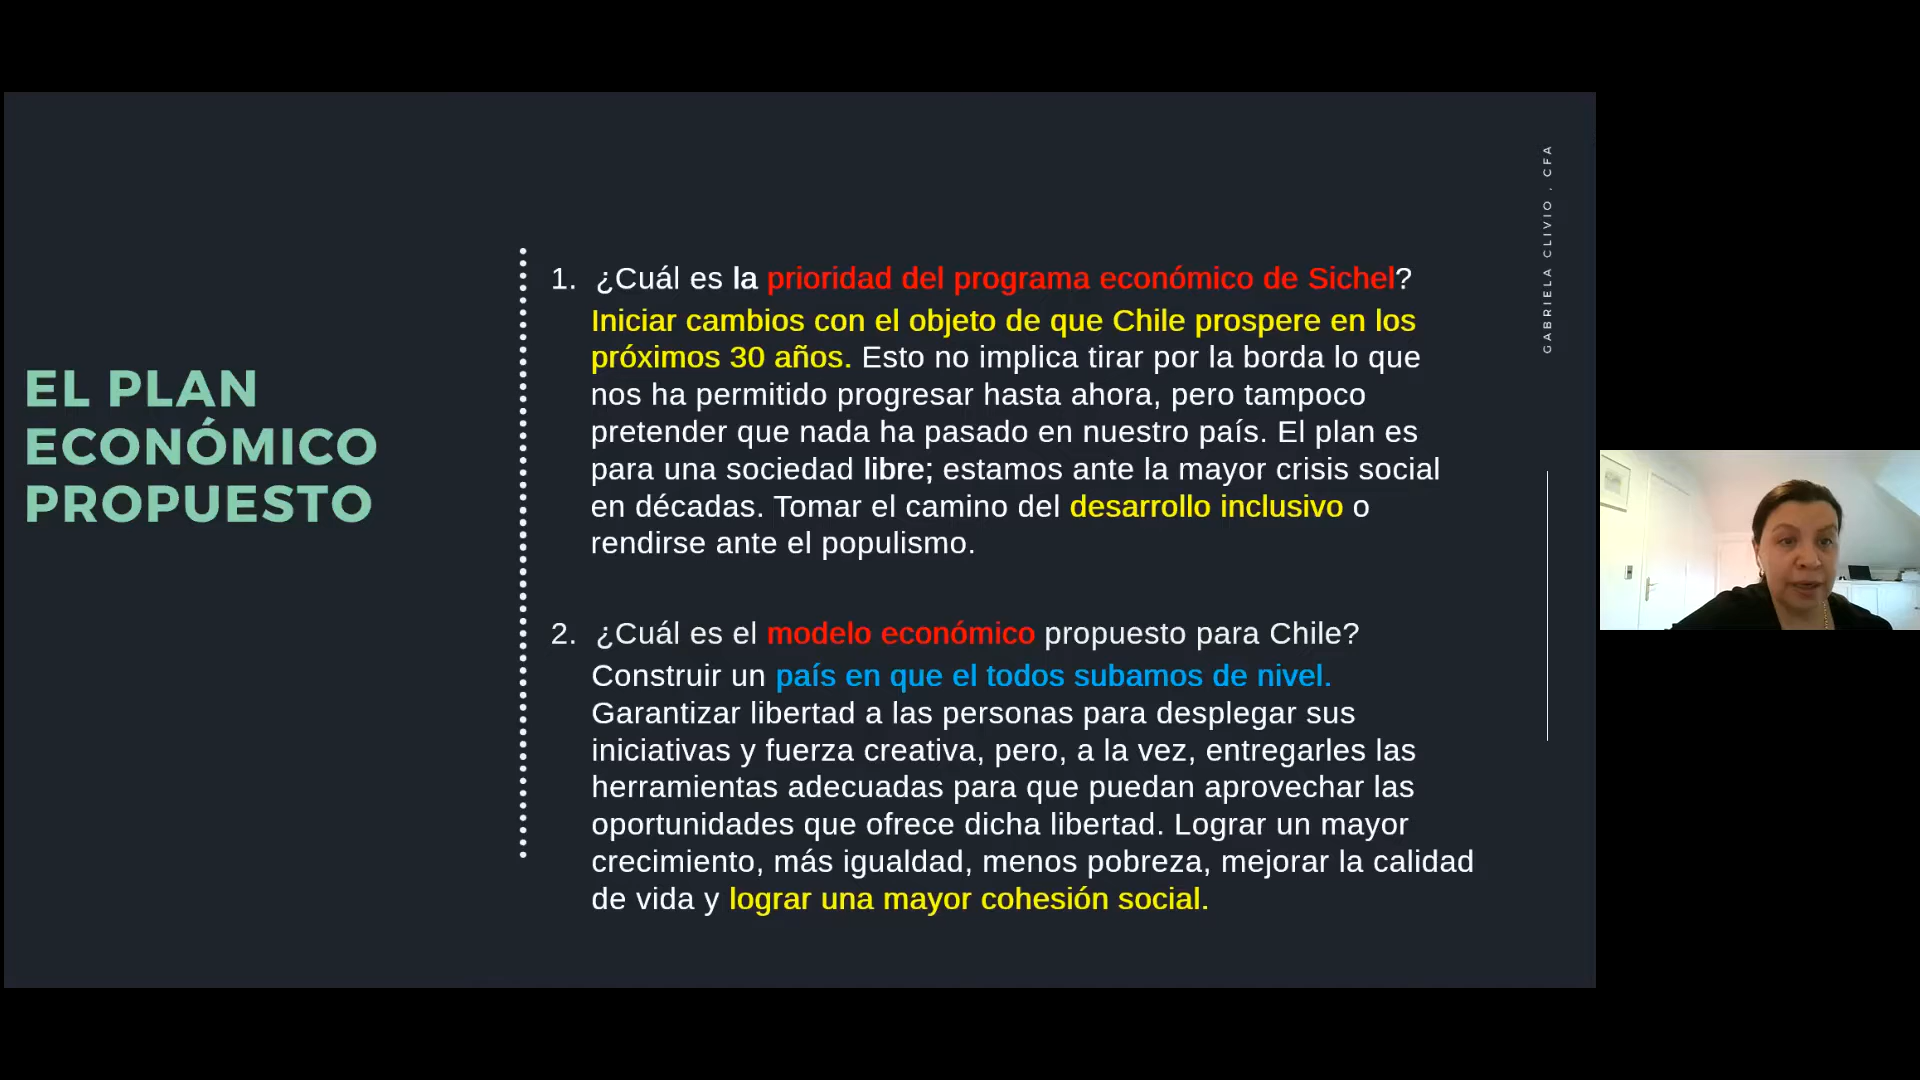 EL PLAN
ECONÓMICO
PROPUESTO
1. ¿Cuál es la prioridad del programa económico de Sichel?
Iniciar cambios con el objeto de que Chile prospere en los
próximos 30 años. Esto no implica tirar por la borda lo que
nos ha permitido progresar hasta ahora, pero tampoco
pretender que nada ha pasado en nuestro país. El plan es
para una sociedad libre; estamos ante la mayor crisis social
en décadas. Tomar el camino del desarrollo inclusivo o
rendirse ante el populismo.
2. ¿Cuál es el modelo económico propuesto para Chile?
Construir un país en que el todos subamos de nivel.
Garantizar libertad a las personas para desplegar sus
iniciativas y fuerza creativa, pero, a la vez, entregarles las
herramientas adecuadas para que puedan aprovechar las
oportunidades que ofrece dicha libertad. Lograr un mayor
crecimiento, más igualdad, menos pobreza, mejorar la calidad
de vida y lograr una mayor cohesión social.
GABRIELA CLIVIO . CFA